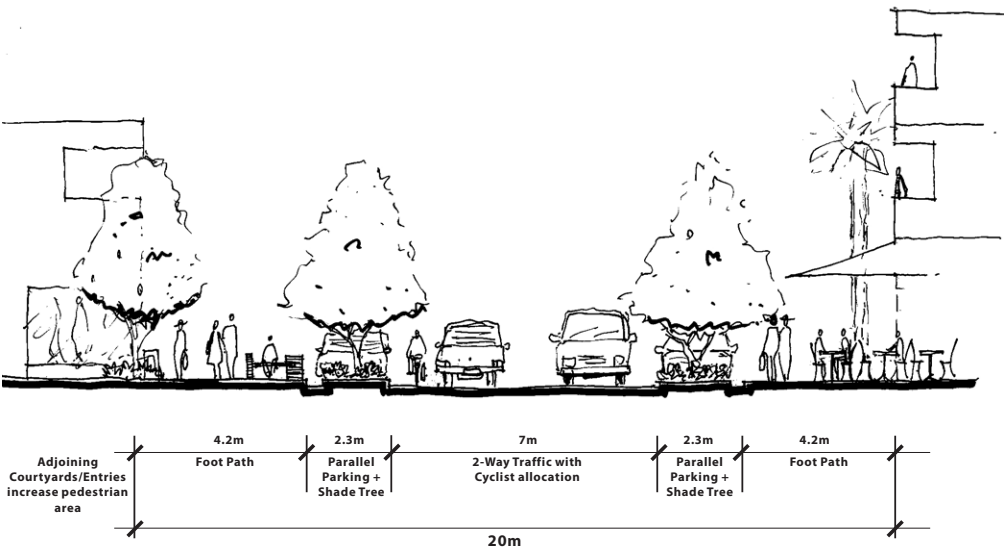 4.2m
2.3m
7m
2.3m
4.2m
Adjoining
Courtyards/Entries
increase pedestrian
area
Foot Path
Parallel
Parking +
Shade Tree
2-Way Traffic with
Cyclist allocation
Parallel
Parking +
Shade Tree
Foot Path
20m